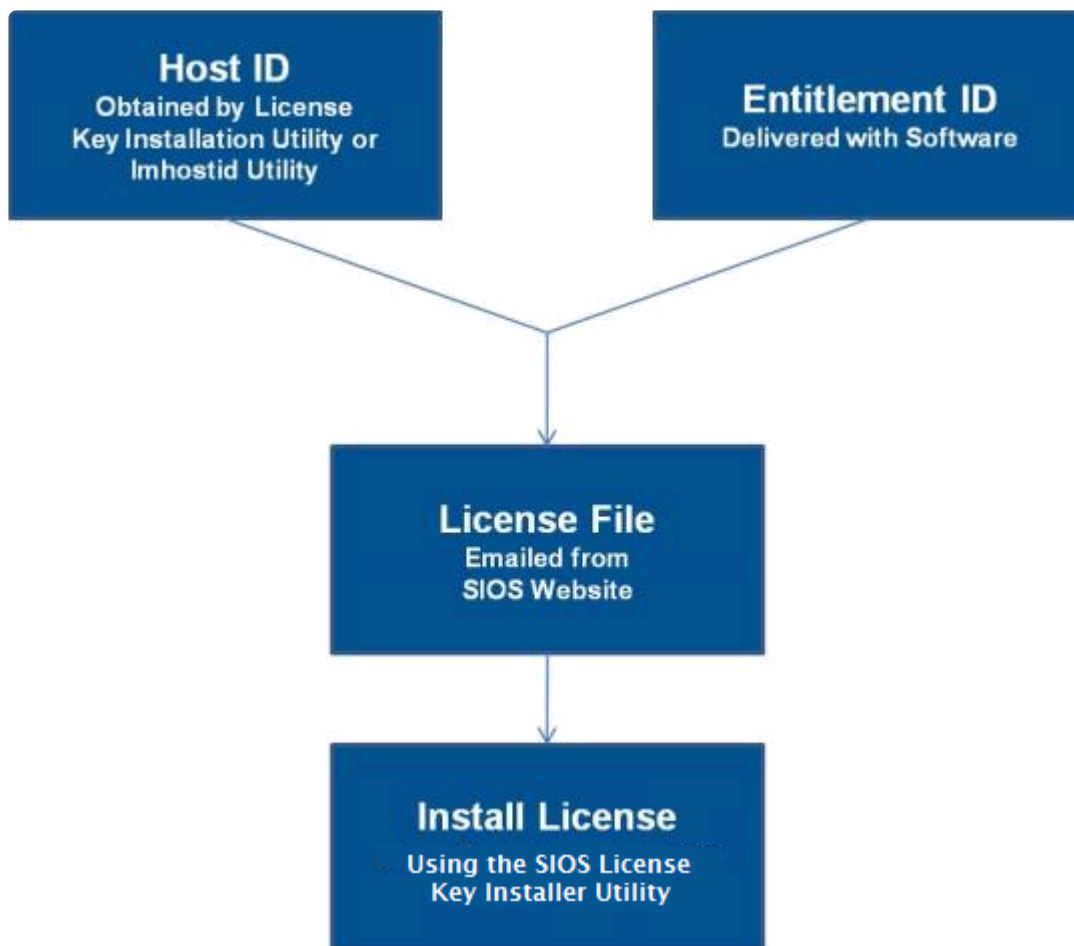 Host ID
Obtained by License
Key Installation Utility or
lmhostid Utility
Entitlement ID
Delivered with Software
License File
Emailed from
SIOS Website
Install License
Using the SIOS License
Key Installer Utility